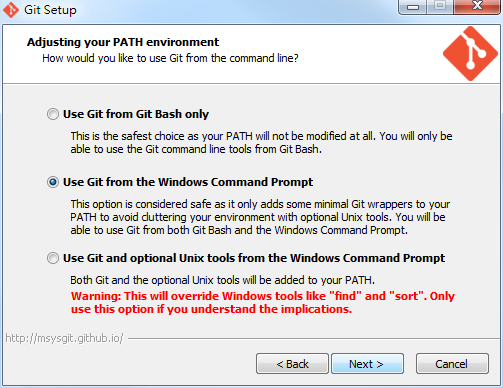 Git Setup
Adjusting your PATH environment
How would you like to use Git from the command line?
Use Git from Git Bash only
This is the safest choice as your PATH will not be modified at all. You will only be
able to use the Git command line tools from Git Bash.
Use Git from the Windows Command Prompt
This option is considered safe as it only adds some minimal Git wrappers to your
PATH to avoid cluttering your environment with optional Unix tools. You will be
able to use Git from both Git Bash and the Windows Command Prompt.
Use Git and optional Unix tools from the Windows Command Prompt
Both Git and the optional Unix tools will be added to your PATH.
Warning: This will override Windows tools like "find" and "sort". Only
use this option if you understand the implications.
http://msysgit.github.io/
< Back Next > Cancel